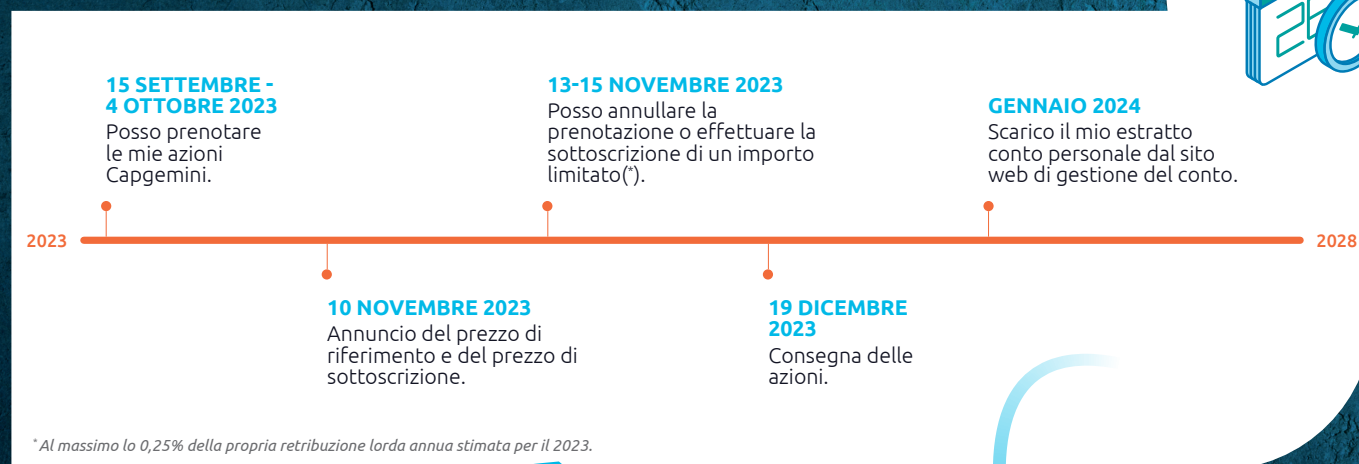 15 SETTEMBRE -
4 OTTOBRE 2023
Posso prenotare
le mie azioni
Capgemini.
13-15 NOVEMBRE 2023
Posso annullare la
prenotazione o effettuare la
sottoscrizione di un importo
limitato(*).
GENNAIO 2024
Scarico il mio estratto
conto personale dal sito
web di gestione del conto.
2023
2028
10 NOVEMBRE 2023
Annuncio del prezzo di
riferimento e del prezzo di
sottoscrizione.
19 DICEMBRE
2023
Consegna delle
azioni.
* Al massimo lo 0,25% della propria retribuzione lorda annua stimata per il 2023.